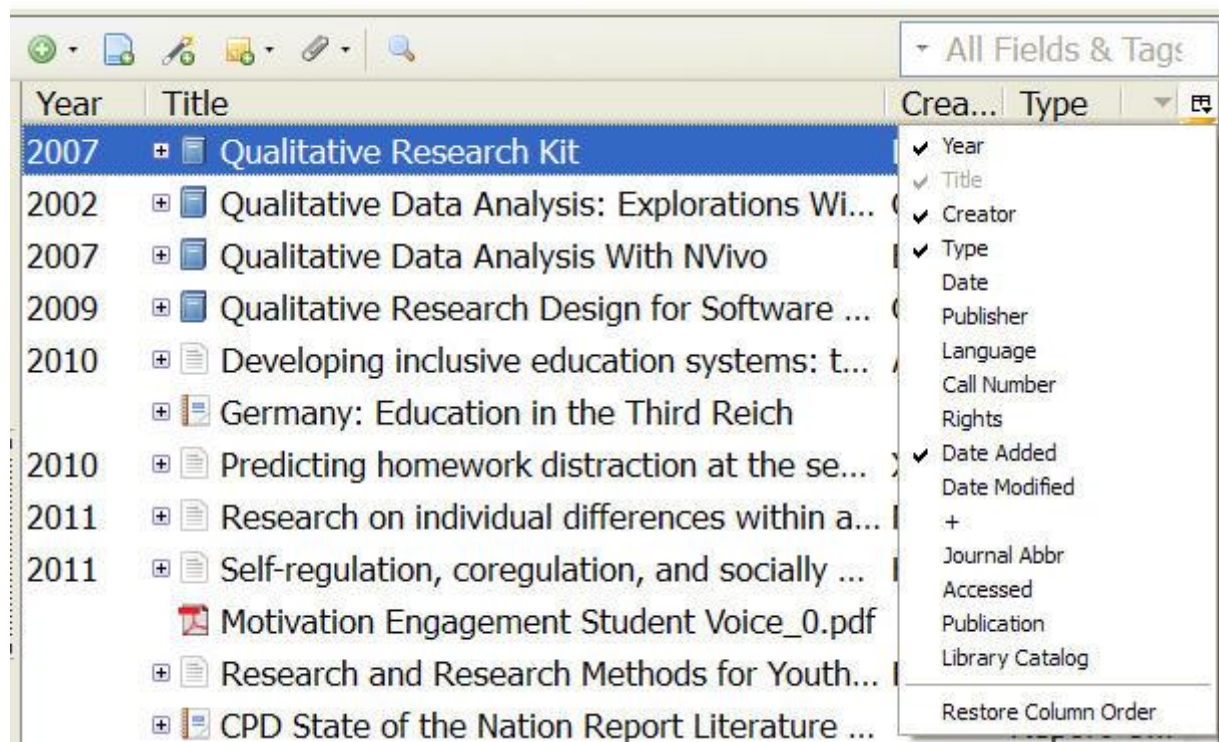 All Fields & Tags
Year Title Crea... Type
2007 Qualitative Research Kit
2002 Qualitative Data Analysis: Explorations Wi...
2007 Qualitative Data Analysis With NVivo
2009 Qualitative Research Design for Software ...
2010 Developing inclusive education systems: t...
Germany: Education in the Third Reich
2010 Predicting homework distraction at the se...
2011 Research on individual differences within a...
2011 Self-regulation, coregulation, and socially ...
Motivation Engagement Student Voice_0.pdf
Research and Research Methods for Youth...
CPD State of the Nation Report Literature ...
Year
Title
Creator
Type
Date
Publisher
Language
Call Number
Rights
Date Added
Date Modified
+
Journal Abbr
Accessed
Publication
Library Catalog
Restore Column Order